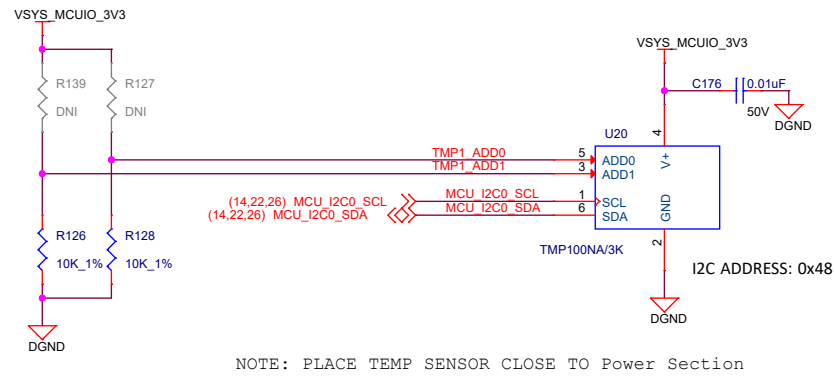 VSYS_MCUIO_3V3
VSYS_MCUIO_3V3
R139
R127
C176
0.01uF
DNI
DNI
50V
DGND
U20
4
TMP1_ADD0
5
ADD0
V+
TMP1_ADD1
3
ADD1
(14,22,26) MCU_I2C0_SCL
MCU_I2C0_SCL
1
SCL
(14,22,26) MCU_I2C0_SDA
MCU_I2C0_SDA
6
SDA
GND
R126
R128
2
TMP100NA/3K
10K_1%
10K_1%
I2C ADDRESS: 0x48
DGND
DGND
NOTE: PLACE TEMP SENSOR CLOSE TO Power Section